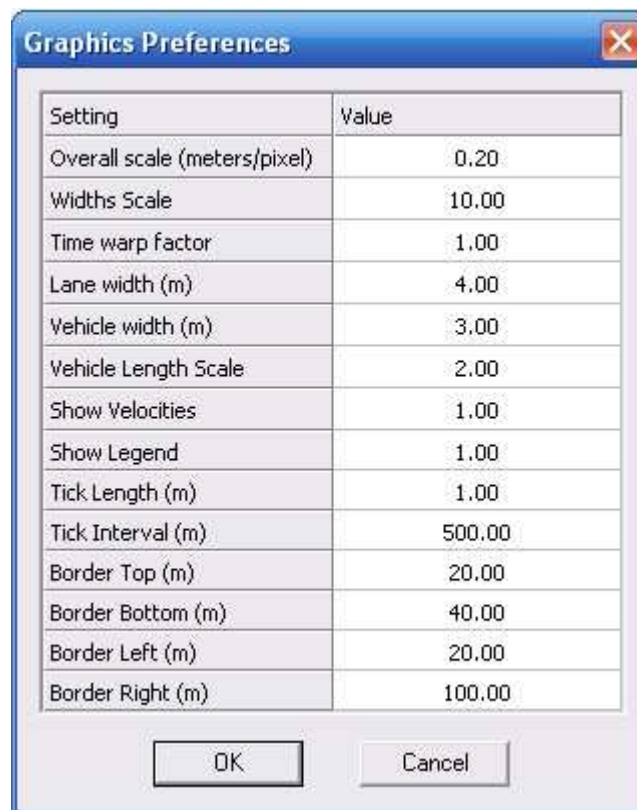 Graphics Preferences
Setting Value
Overall scale (meters/pixel) 0.20
Widths Scale 10.00
Time warp factor 1.00
Lane width (m) 4.00
Vehicle width (m) 3.00
Vehicle Length Scale 2.00
Show Velocities 1.00
Show Legend 1.00
Tick Length (m) 1.00
Tick Interval (m) 500.00
Border Top (m) 20.00
Border Bottom (m) 40.00
Border Left (m) 20.00
Border Right (m) 100.00
OK Cancel